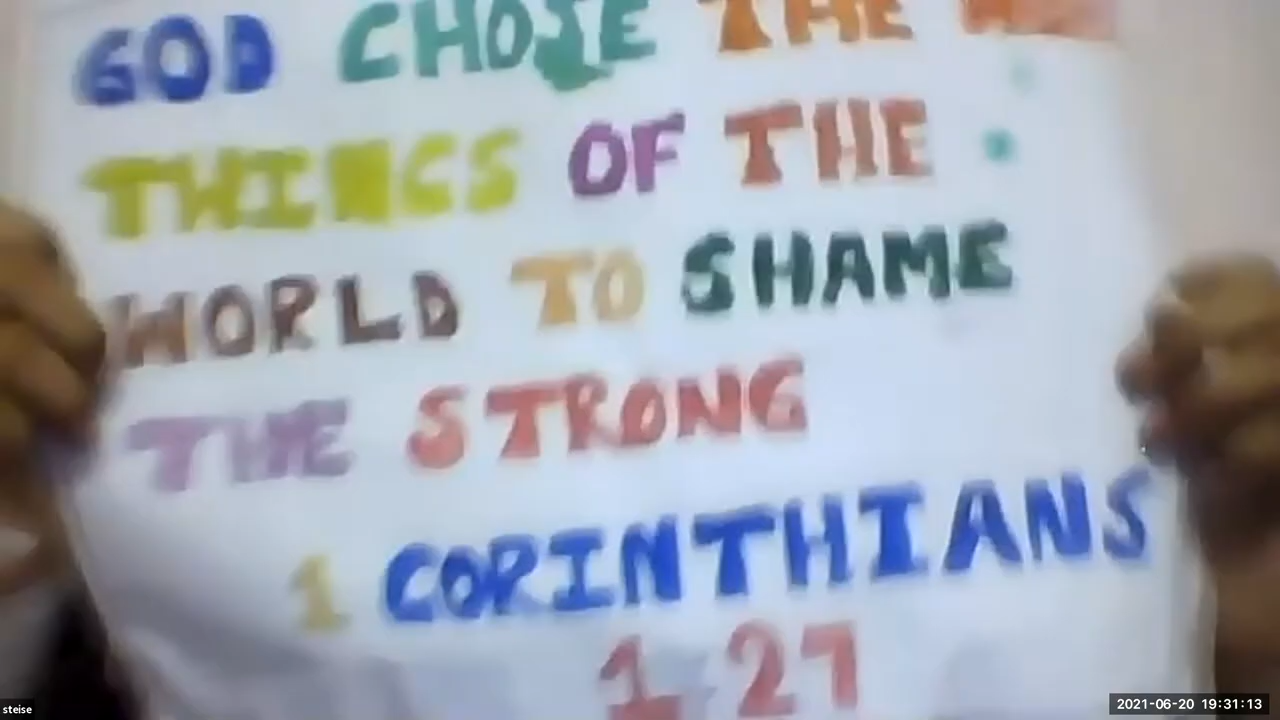 GOD CHOSE THE
THINGS OF THE
WORLD TO SHAME
THE STRONG
1 CORINTHIANS
1 27
steise
2021-06-20 19:31:13